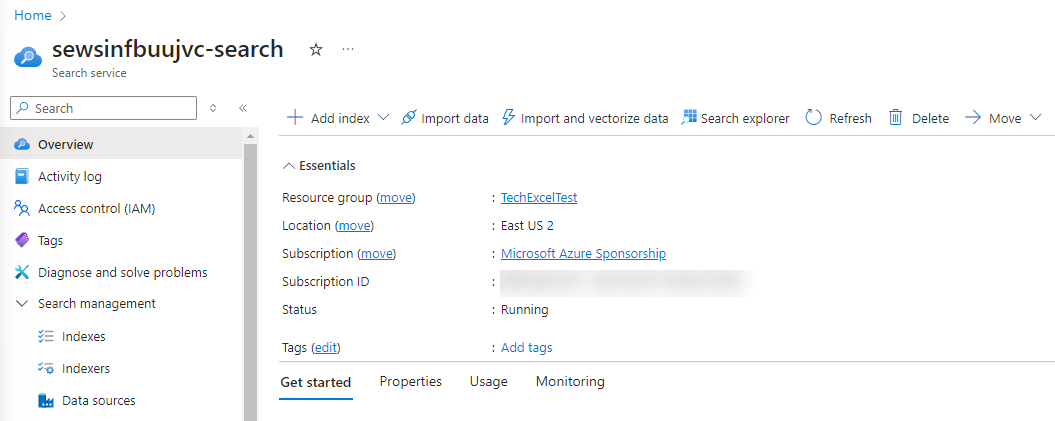 Home
sewsinfbuujvc-search
Search service
Search
Add index Import data Import and vectorize data Search explorer Refresh Delete Move
Overview
Activity log
Access control (IAM)
Tags
Diagnose and solve problems
Search management
Indexes
Indexers
Data sources
Essentials
Resource group (move) : TechExcelTest
Location (move) : East US 2
Subscription (move) : Microsoft Azure Sponsorship
Subscription ID :
Status : Running
Tags (edit) : Add tags
Get started Properties Usage Monitoring